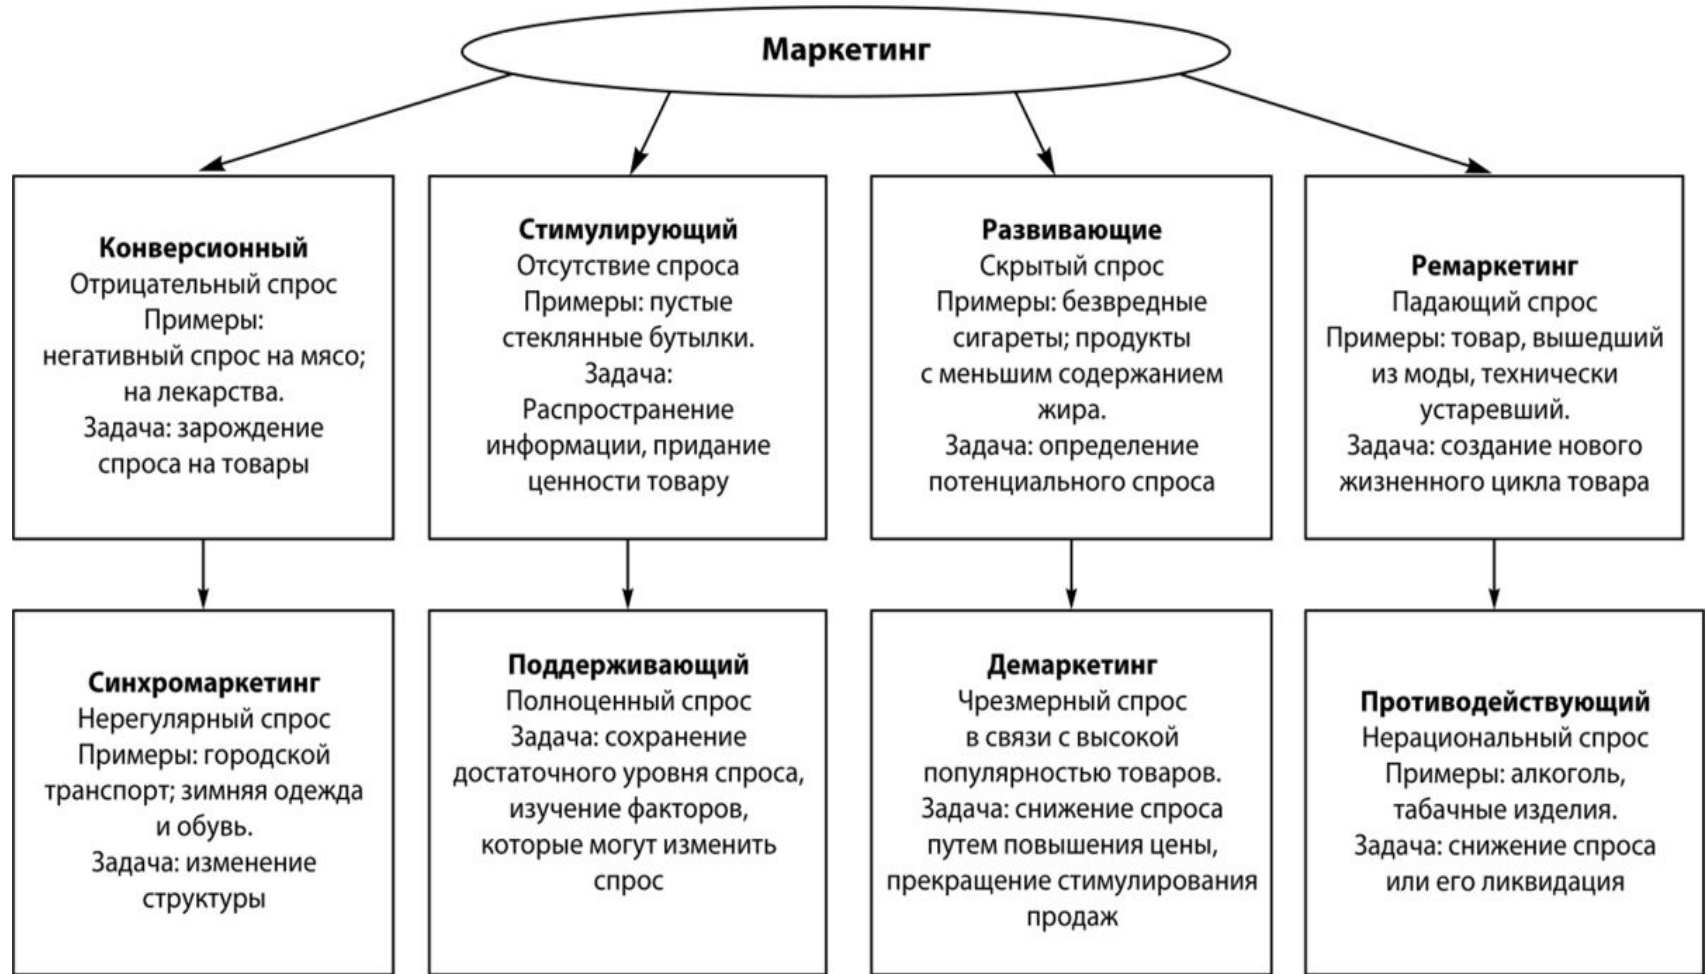 Маркетинг
Конверсионный
Отрицательный спрос
Примеры:
негативный спрос на мясо;
на лекарства.
Задача: зарождение
спроса на товары
Стимулирующий
Отсутствие спроса
Примеры: пустые
стеклянные бутылки.
Задача:
Распространение
информации, придание
ценности товару
Развивающие
Скрытый спрос
Примеры: безвредные
сигареты; продукты
с меньшим содержанием
жира.
Задача: определение
потенциального спроса
Ремаркетинг
Падающий спрос
Примеры: товар, вышедший
из моды, технически
устаревший.
Задача: создание нового
жизненного цикла товара
Синхромаркетинг
Нерегулярный спрос
Примеры: городской
транспорт; зимняя одежда
и обувь.
Задача: изменение
структуры
Поддерживающий
Полноценный спрос
Задача: сохранение
достаточного уровня спроса,
изучение факторов,
которые могут изменить
спрос
Демаркетинг
Чрезмерный спрос
в связи с высокой
популярностью товаров.
Задача: снижение спроса
путем повышения цены,
прекращение стимулирования
продаж
Противодействующий
Нерациональный спрос
Примеры: алкоголь,
табачные изделия.
Задача: снижение спроса
или его ликвидация